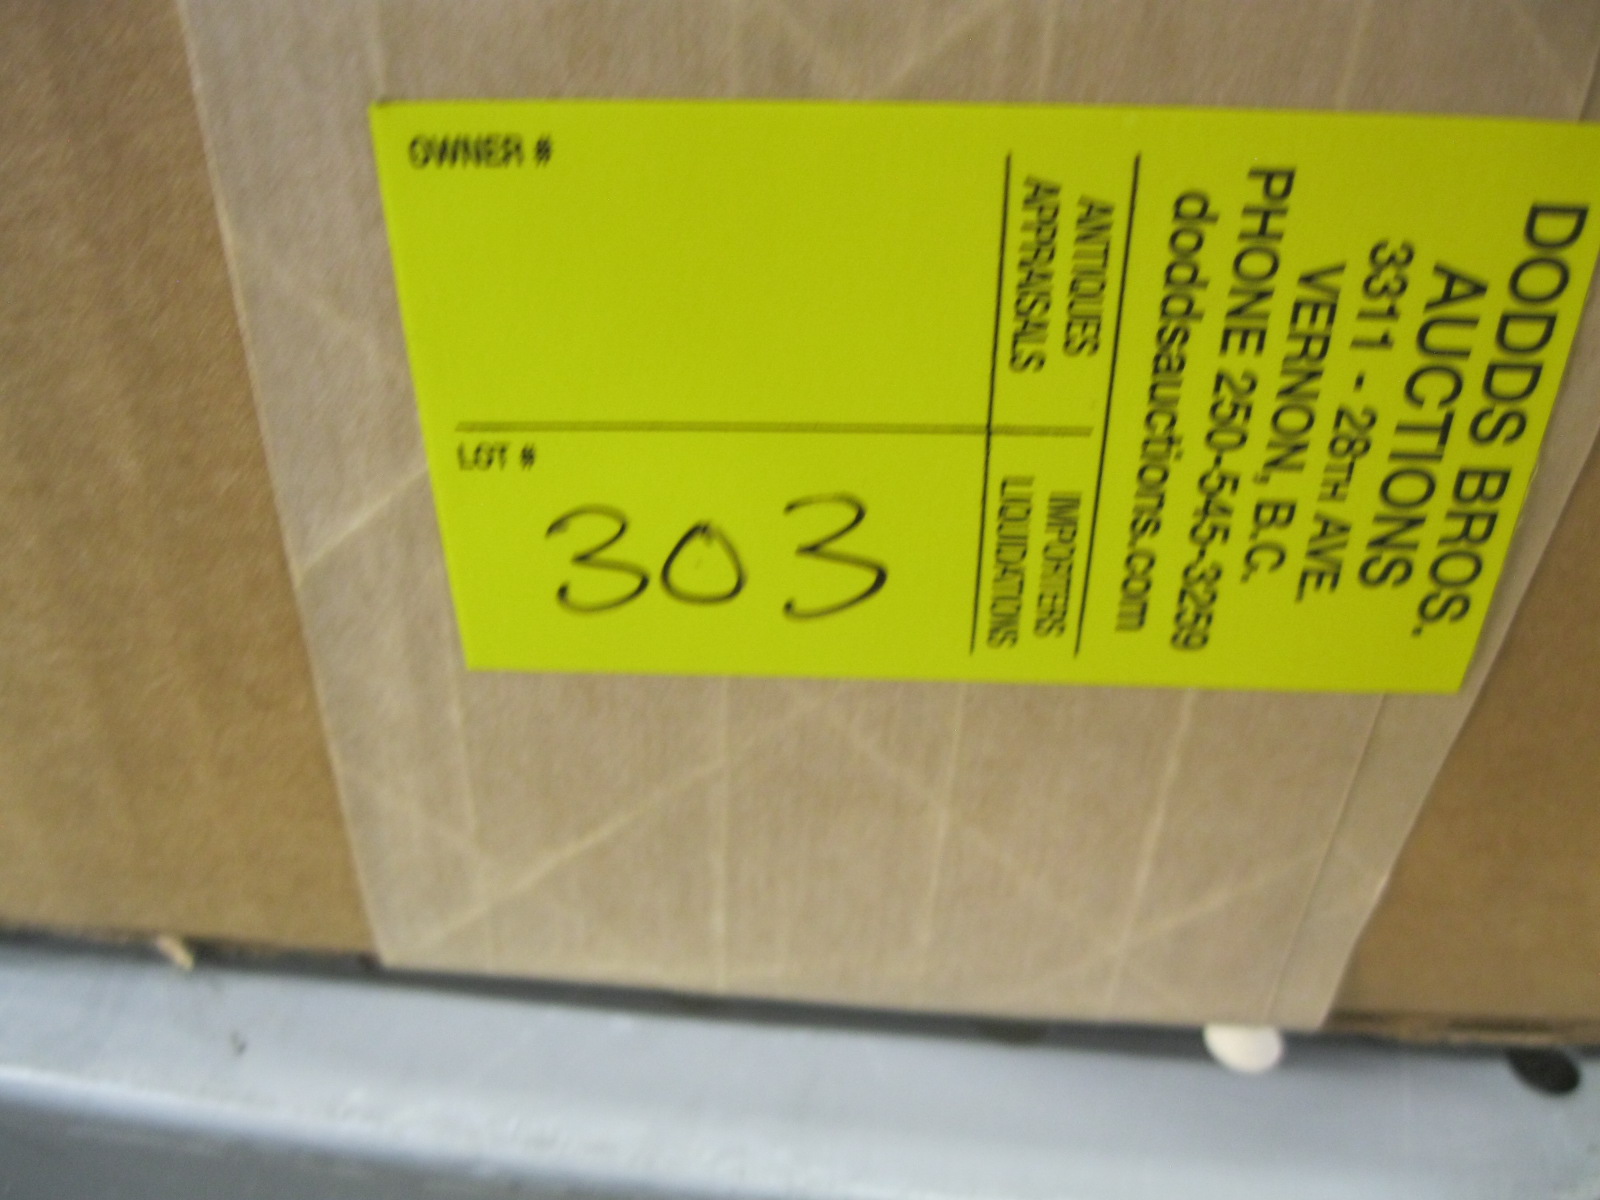 DODDS BROS.
AUCTIONS
3311 - 28TH AVE.
VERNON, B.C.
PHONE 250-545-3259
doddsauctions.com
ANTIQUES
APPRAISALS
IMPORTERS
LIQUIDATIONS
OWNER #
LOT #
303